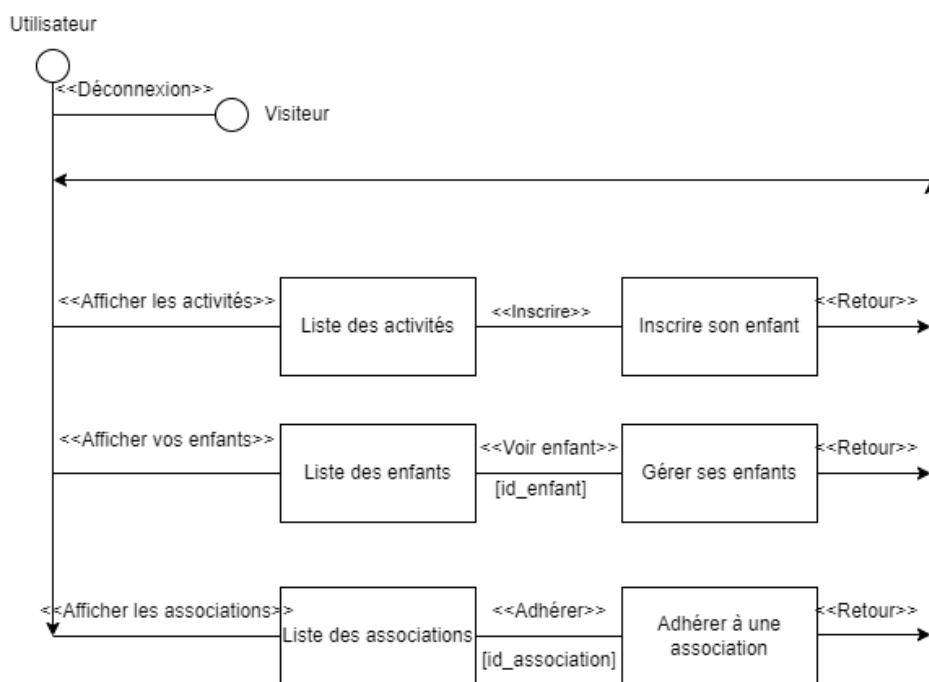 Utilisateur
<<Déconnexion>>
Visiteur
<<Afficher les activités>>
Liste des activités
<<Inscrire>>
Inscrire son enfant
<<Retour>>
<<Afficher vos enfants>>
Liste des enfants
<<Voir enfant>>
[id_enfant]
Gérer ses enfants
<<Retour>>
<<Afficher les associations>>
Liste des associations
<<Adhérer>>
[id_association]
Adhérer à une
association
<<Retour>>